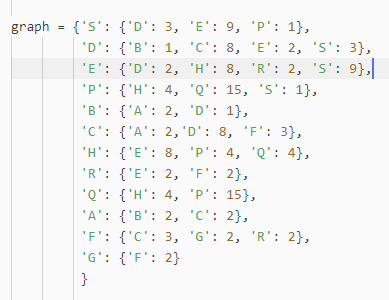 graph = {'S': {'D': 3, 'E': 9, 'P': 1},
'D': {'B': 1, 'C': 8, 'E': 2, 'S': 3},
'E': {'D': 2, 'H': 8, 'R': 2, 'S': 9},
'P': {'H': 4, 'Q': 15, 'S': 1},
'B': {'A': 2, 'D': 1},
'C': {'A': 2,'D': 8, 'F': 3},
'H': {'E': 8, 'P': 4, 'Q': 4},
'R': {'E': 2, 'F': 2},
'Q': {'H': 4, 'P': 15},
'A': {'B': 2, 'C': 2},
'F': {'C': 3, 'G': 2, 'R': 2},
'G': {'F': 2}
}